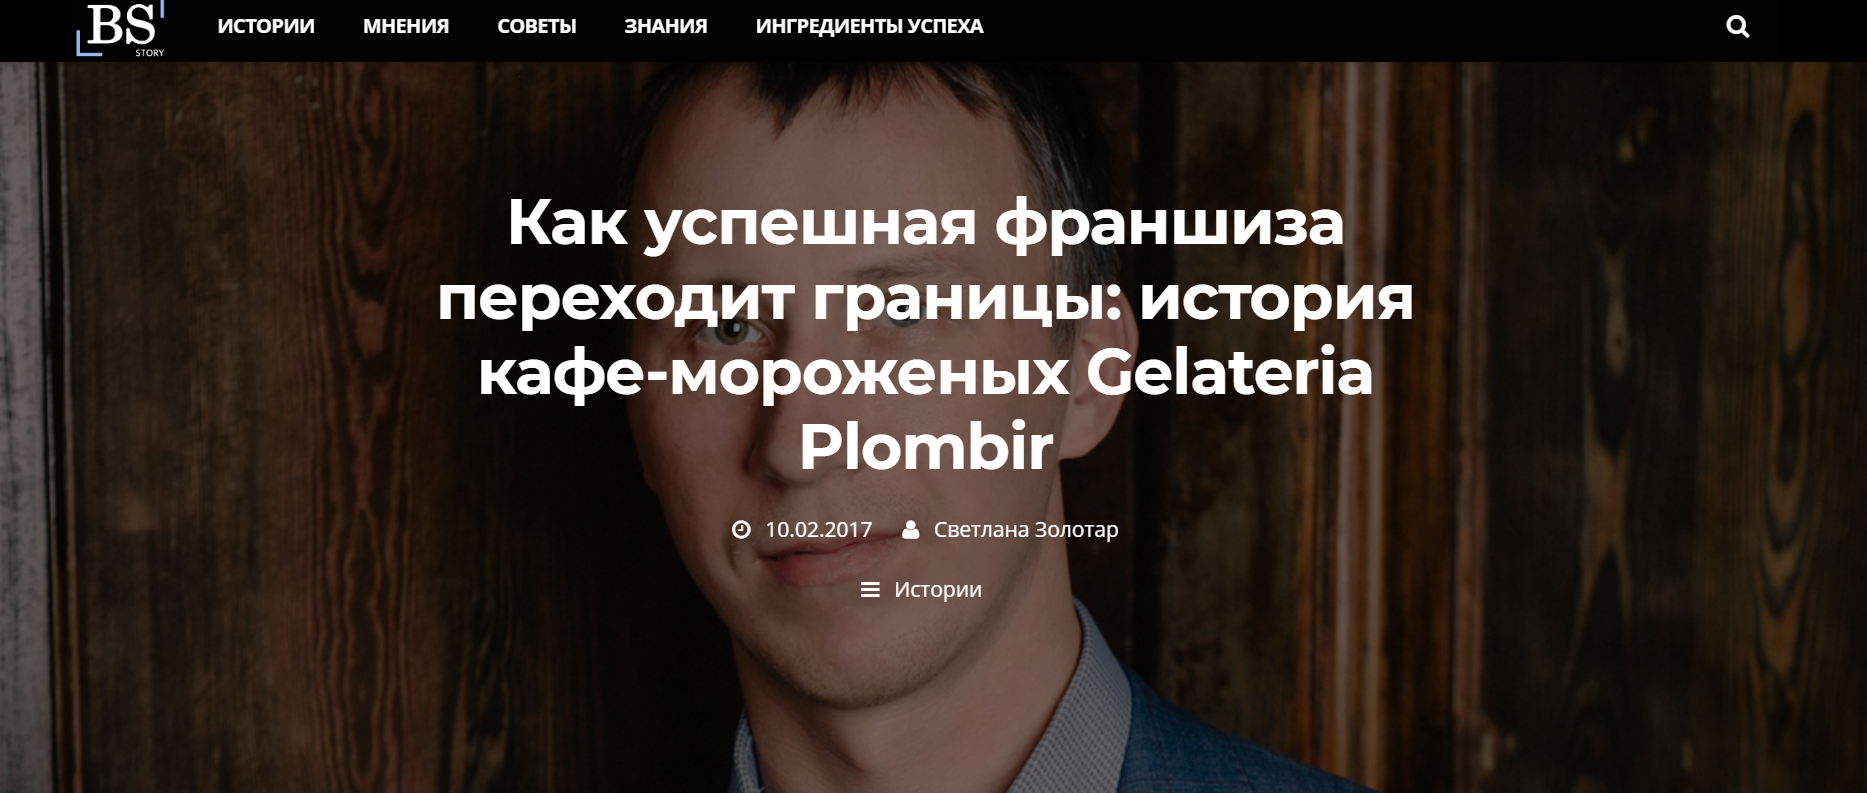 BS
STORY
ИСТОРИИ МНЕНИЯ СОВЕТЫ ЗНАНИЯ ИНГРЕДИЕНТЫ УСПЕХА
Как успешная франшиза
переходит границы: история
кафе-мороженых Gelateria
Plombir
10.02.2017 Светлана Золотар
Истории